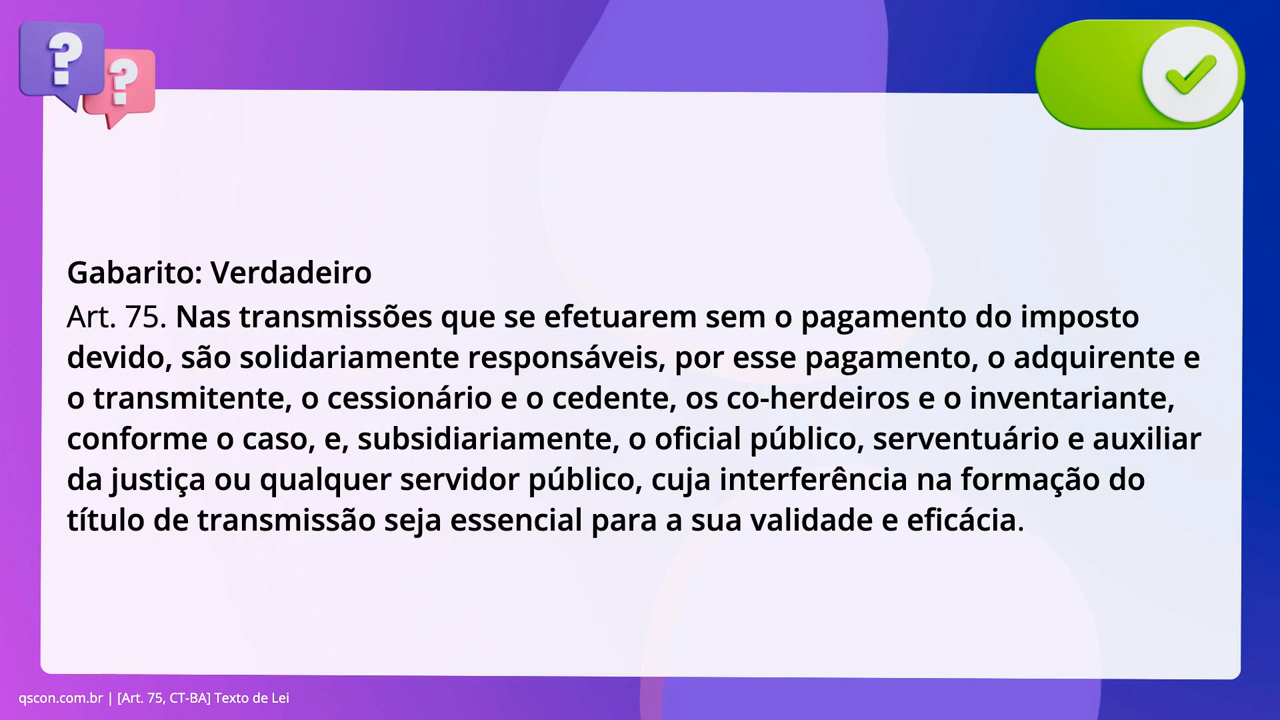 ? ?
Gabarito: Verdadeiro
Art. 75. Nas transmissões que se efetuarem sem o pagamento do imposto
devido, são solidariamente responsáveis, por esse pagamento, o adquirente e
o transmitente, o cessionário e o cedente, os co-herdeiros e o inventariante,
conforme o caso, e, subsidiariamente, o oficial público, serventuário e auxiliar
da justiça ou qualquer servidor público, cuja interferência na formação do
título de transmissão seja essencial para a sua validade e eficácia.
qscon.com.br | [Art. 75, CT-BA] Texto de Lei